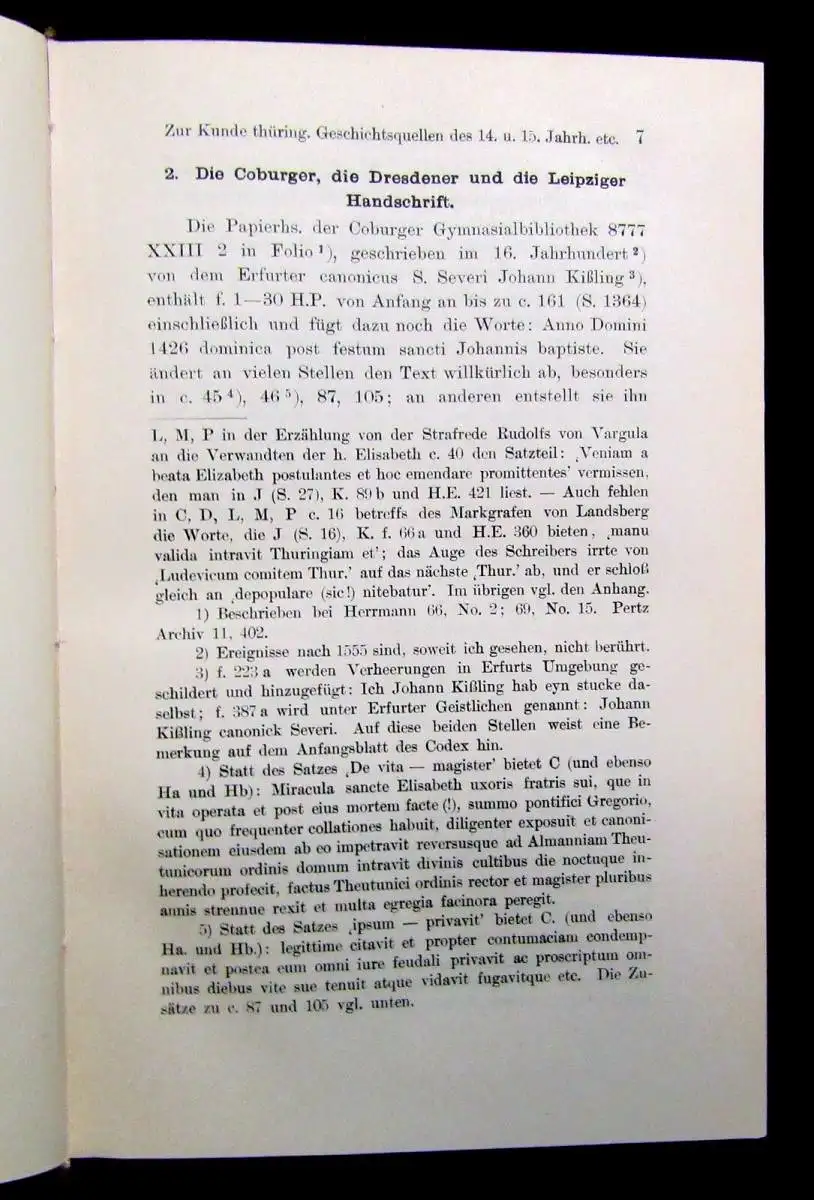 Zur Kunde thüring. Geschichtsquellen des 14. u. 15. Jahrh. etc. 7
2. Die Coburger, die Dresdener und die Leipziger
Handschrift.
Die Papierhs. der Coburger Gymnasialbibliothek 8777
XXIII 2 in Folio 1), geschrieben im 16. Jahrhundert 2)
von dem Erfurter canonicus S. Severi Johann Kißling 3),
enthält f. 1—30 H.P. von Anfang an bis zu c. 161 (S. 1364)
einschließlich und fügt dazu noch die Worte: Anno Domini
1426 dominica post festum sancti Johannis baptiste. Sie
ändert an vielen Stellen den Text willkürlich ab, besonders
in c. 45 4), 46 5), 87, 105; an anderen entstellt sie ihn
L, M, P in der Erzählung von der Strafrede Rudolfs von Vargula
an die Verwandten der h. Elisabeth c. 40 den Satzteil: ‚Veniam a
beata Elizabeth postulantes et hoc emendare promittentes’ vermissen,
den man in J (S. 27), K. 89 b und H.E. 421 liest. — Auch fehlen
in C, D, L, M, P c. 16 betreffs des Markgrafen von Landsberg
die Worte, die J (S. 16), K. f. 66 a und H.E. 360 bieten, ‚manu
valida intravit Thuringiam et’; das Auge des Schreibers irrte von
‚Ludevicum comitem Thur.’ auf das nächste ‚Thur.’ ab, und er schloß
gleich an ‚depopulare (sic!) nitebatur’. Im übrigen vgl. den Anhang.
1) Beschrieben bei Herrmann 66, No. 2; 69, No. 15. Pertz
Archiv 11, 402.
2) Ereignisse nach 1555 sind, soweit ich gesehen, nicht berührt.
3) f. 223 a werden Verheerungen in Erfurts Umgebung ge-
schildert und hinzugefügt: Ich Johann Kißling hab eyn stucke da-
selbst; f. 387 a wird unter Erfurter Geistlichen genannt: Johann
Kißling canonick Severi. Auf diese beiden Stellen weist eine Be-
merkung auf dem Anfangsblatt des Codex hin.
4) Statt des Satzes ‚De vita — magister’ bietet C (und ebenso
Ha und Hb): Miracula sancte Elisabeth uxoris fratris sui, que in
vita operata et post eius mortem facte (!), summo pontifici Gregorio,
cum quo frequenter collationes habuit, diligenter exposuit et canoni-
sationem eiusdem ab eo impetravit reversusque ad Almanniam Theu-
tunicorum ordinis domum intravit divinis cultibus die noctuque in-
herendo profecit, factus Theutunici ordinis rector et magister pluribus
annis strennue rexit et multa egregia facinora peregit.
5) Statt des Satzes ‚ipsum — privavit’ bietet C. (und ebenso
Ha. und Hb.): legittime citavit et propter contumaciam condemp-
navit et postea eum omni iure feudali privavit ac proscriptum om-
nibus diebus vite sue tenuit atque vidavit fugavitque etc. Die Zu-
sätze zu c. 87 und 105 vgl. unten.